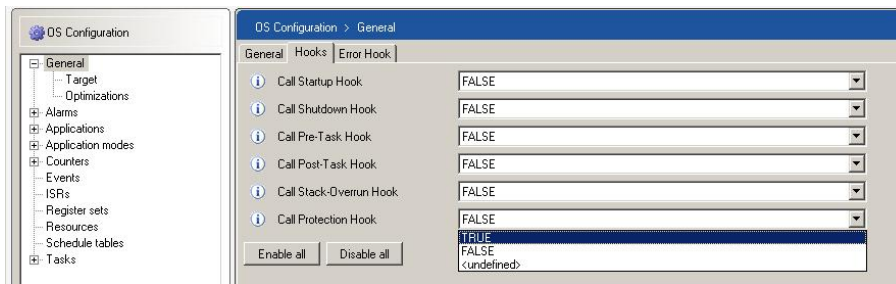 OS Configuration
General
Target
Optimizations
Alarms
Applications
Application modes
Counters
Events
ISRs
Register sets
Resources
Schedule tables
Tasks
OS Configuration > General
General Hooks Error Hook
Call Startup Hook FALSE
Call Shutdown Hook FALSE
Call Pre-Task Hook FALSE
Call Post-Task Hook FALSE
Call Stack-Overrun Hook FALSE
Call Protection Hook FALSE
TRUE
Enable all Disable all FALSE
<undefined>